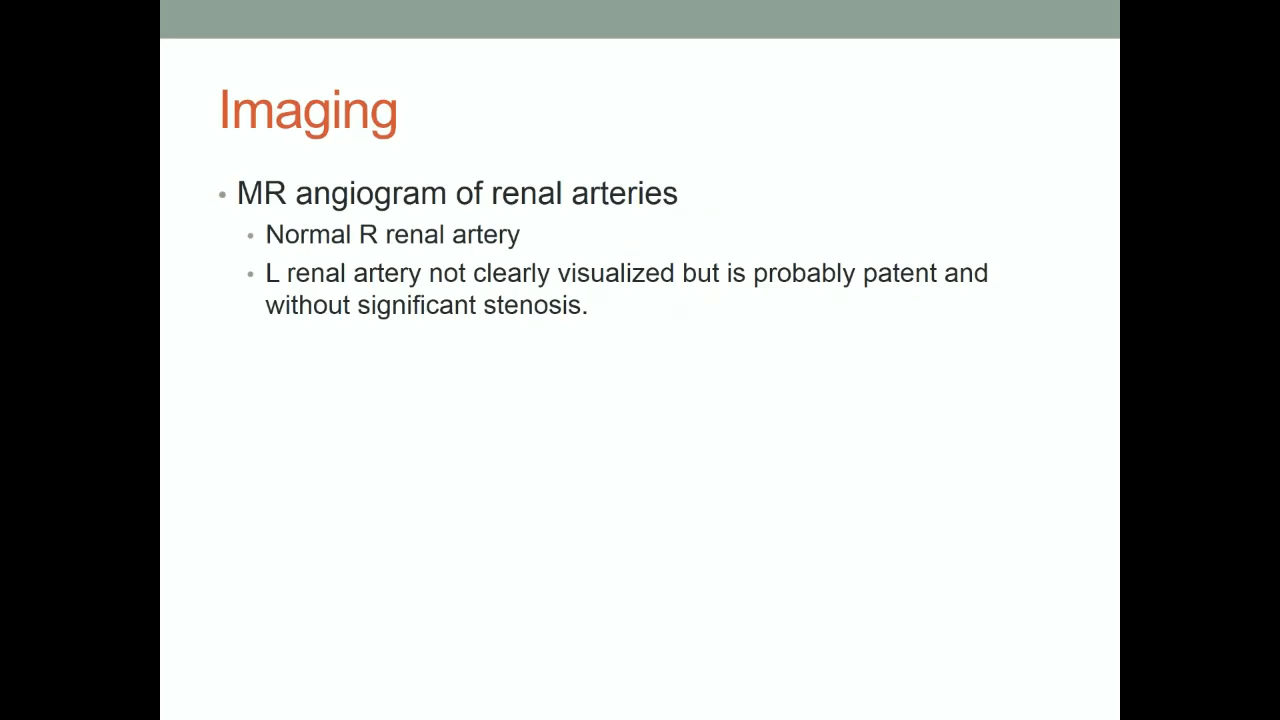 Imaging
• MR angiogram of renal arteries
• Normal R renal artery
• L renal artery not clearly visualized but is probably patent and
without significant stenosis.